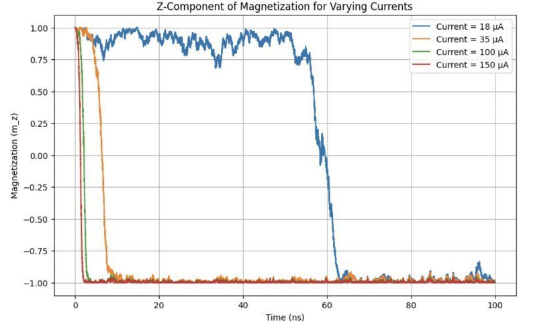 Z-Component of Magnetization for Varying Currents
Current = 18 μA
Current = 35 μA
Current = 100 μA
Current = 150 μA
Magnetization (m_z)
1.00
0.75
0.50
0.25
0.00
−0.25
−0.50
−0.75
−1.00
0 20 40 60 80 100
Time (ns)